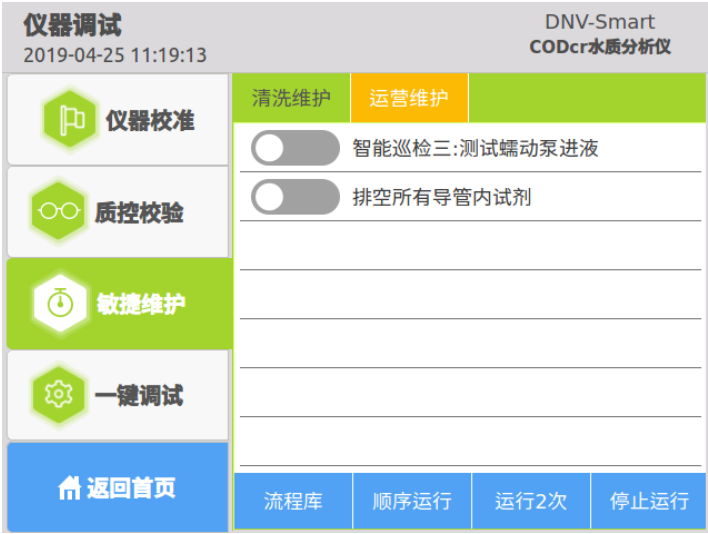 仪器调试
2019-04-25 11:19:13
DNV-Smart
CODcr水质分析仪
仪器校准
质控校验
敏捷维护
一键调试
返回首页
清洗维护
运营维护
智能巡检三:测试蠕动泵进液
排空所有导管内试剂
流程库
顺序运行
运行2次
停止运行